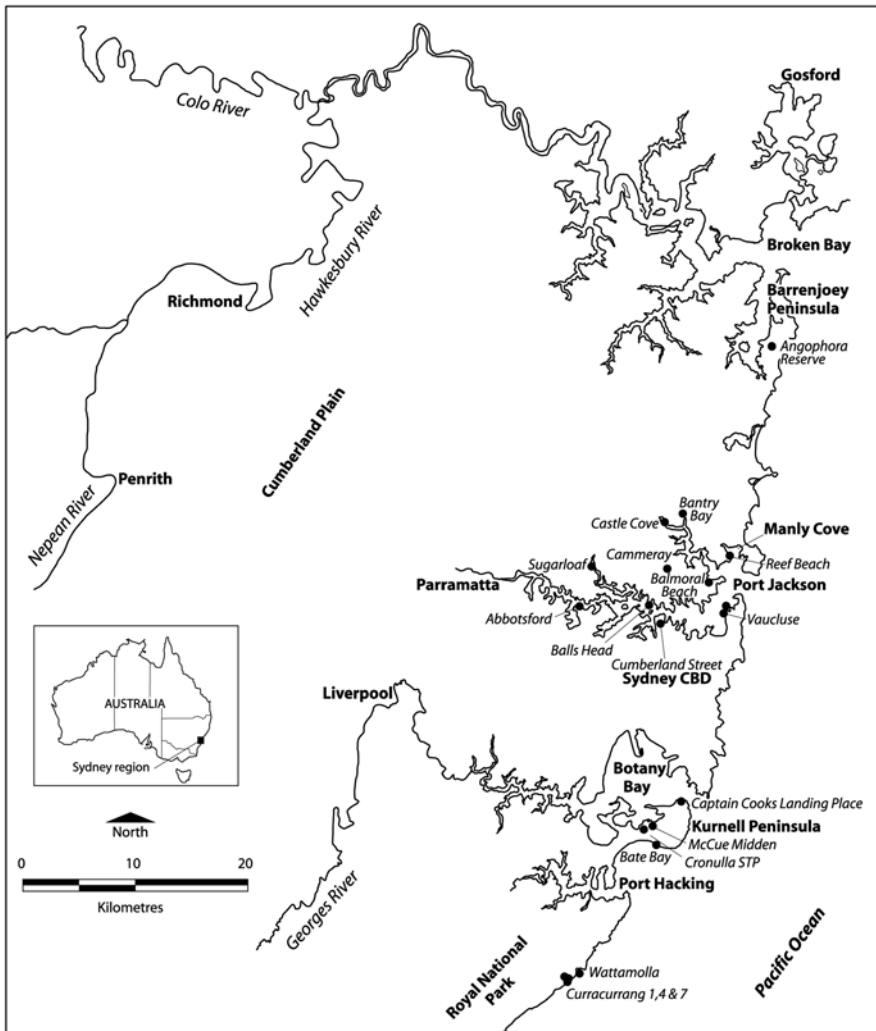 Gosford
Colo River
Hawkesbury River
Broken Bay
Richmond
Barrenjoey
Peninsula
Angophora
Reserve
Cumberland Plain
Penrith
Nepean River
Bantry
Bay
Castle Cove
Manly Cove
Cammeray
Reef Beach
Sugarloaf
Parramatta
Balmoral
Beach
Port Jackson
Abbotsford
Vaucluse
Balls Head
Cumberland Street
Sydney CBD
Liverpool
AUSTRALIA
Sydney region
Botany
Bay
Captain Cooks Landing Place
North
Kurnell Peninsula
McCue Midden
Bate Bay
Cronulla STP
0 10 20
Kilometres
Port Hacking
Georges River
Royal National
Park
Pacific Ocean
Wattamolla
Curracurrang 1,4 & 7